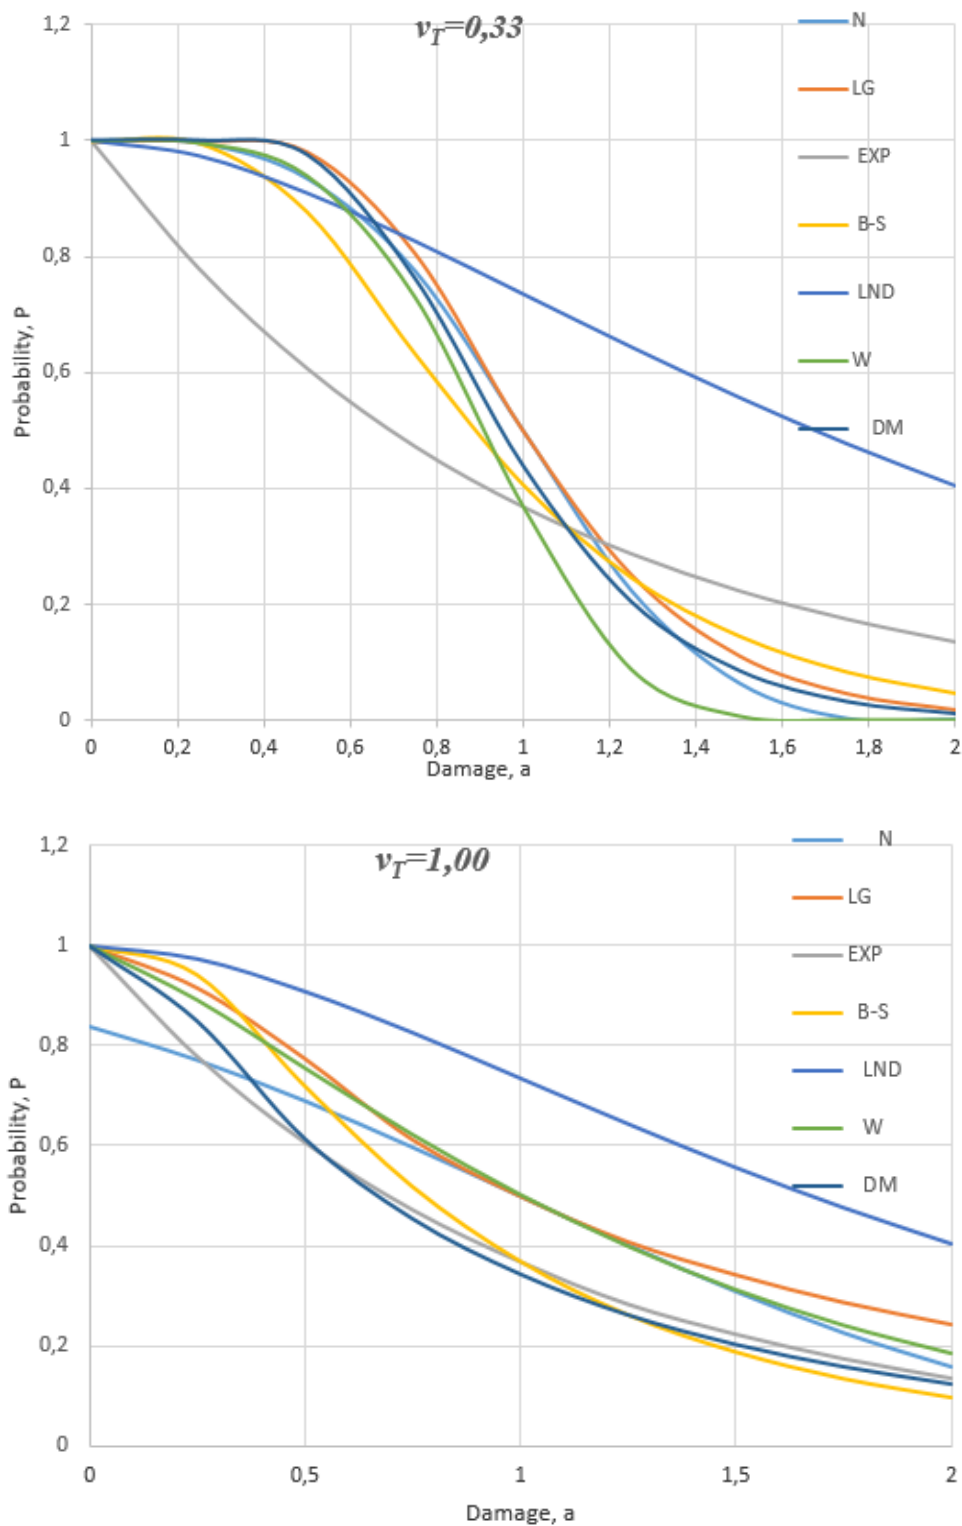 v_T=0,33
1,2
1
0,8
0,6
0,4
0,2
0
Probability, P
0 0,2 0,4 0,6 0,8 1 1,2 1,4 1,6 1,8 2
Damage, a
N
LG
EXP
B-S
LND
W
DM
v_T=1,00
1,2
1
0,8
0,6
0,4
0,2
0
Probability, P
0 0,5 1 1,5 2
Damage, a
N
LG
EXP
B-S
LND
W
DM